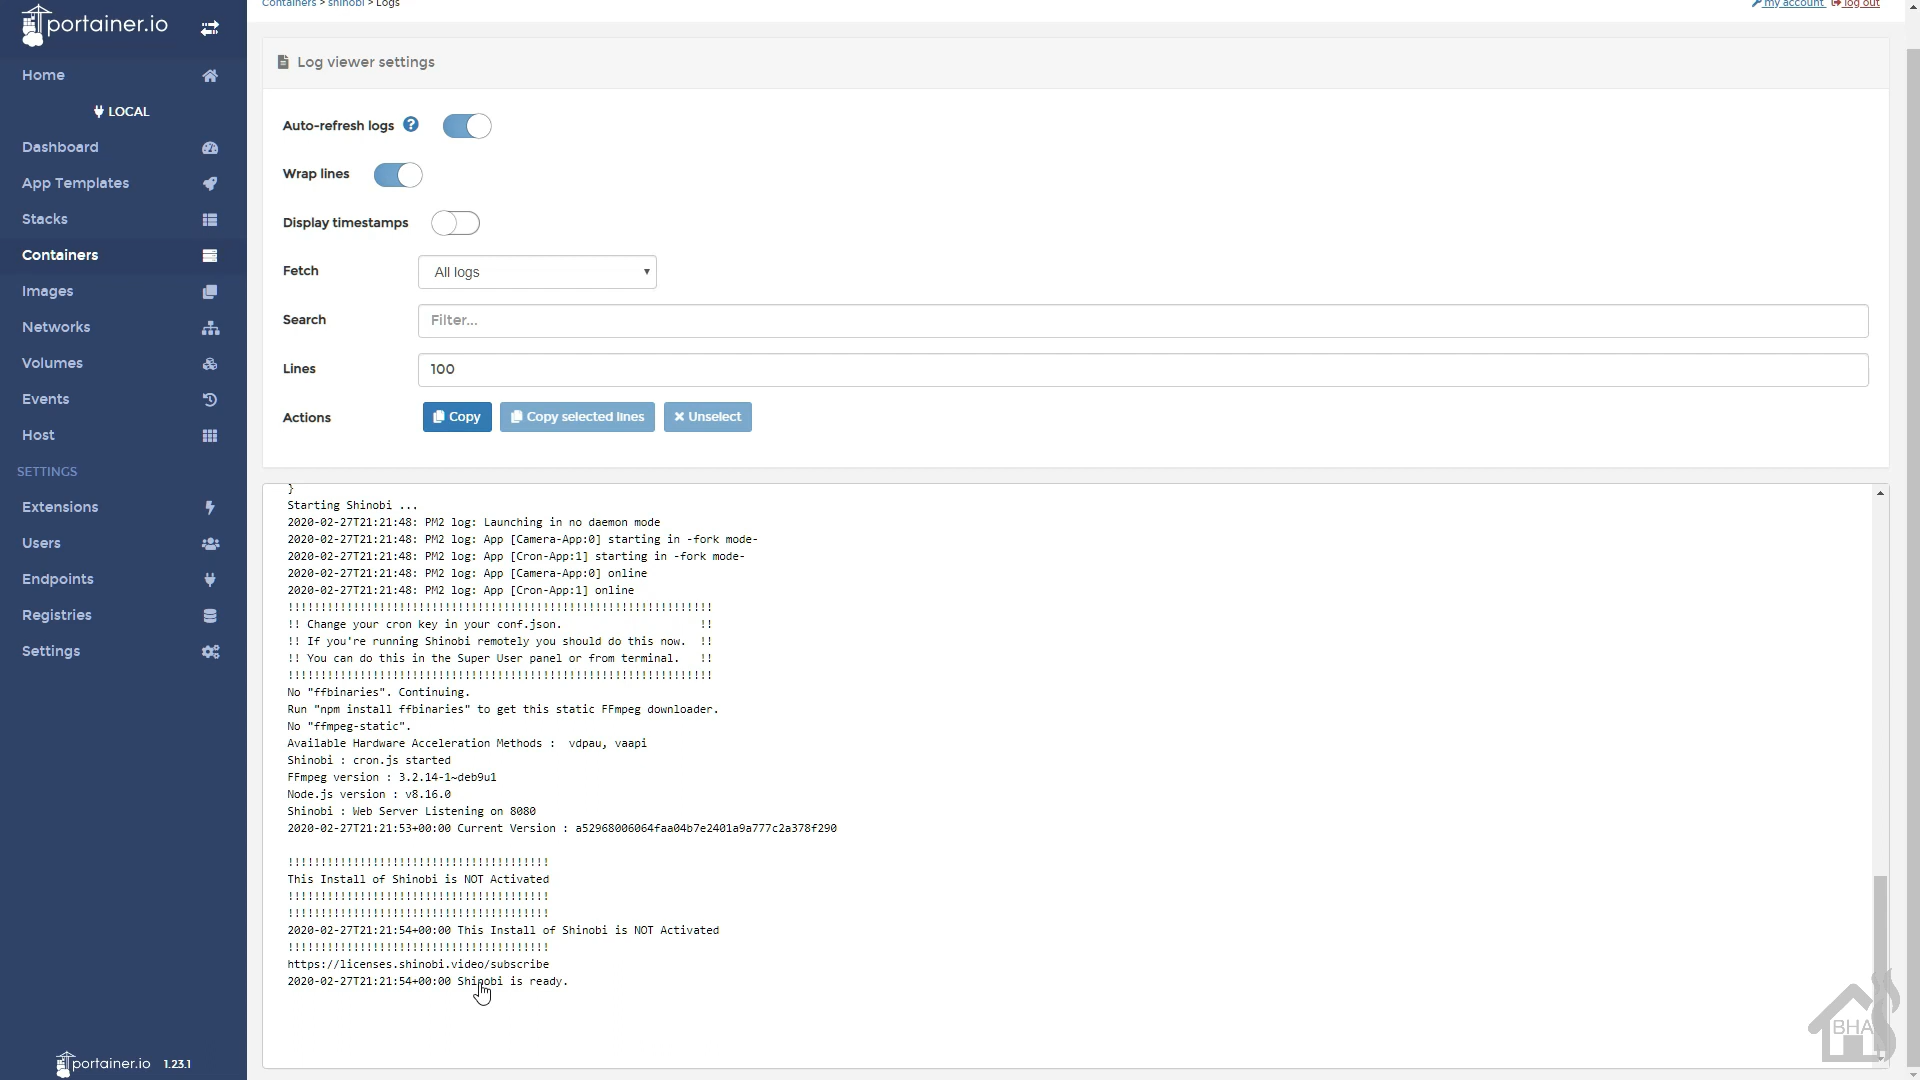 portainer.io
Containers > shinobi > Logs
my account log out
Home
LOCAL
Dashboard
App Templates
Stacks
Containers
Images
Networks
Volumes
Events
Host
SETTINGS
Extensions
Users
Endpoints
Registries
Settings
portainer.io 1.23.1
Log viewer settings
Auto-refresh logs
Wrap lines
Display timestamps
Fetch All logs
Search Filter...
Lines 100
Actions Copy Copy selected lines Unselect
}
Starting Shinobi ...
2020-02-27T21:21:48: PM2 log: Launching in no daemon mode
2020-02-27T21:21:48: PM2 log: App [Camera-App:0] starting in -fork mode-
2020-02-27T21:21:48: PM2 log: App [Cron-App:1] starting in -fork mode-
2020-02-27T21:21:48: PM2 log: App [Camera-App:0] online
2020-02-27T21:21:48: PM2 log: App [Cron-App:1] online
!!!!!!!!!!!!!!!!!!!!!!!!!!!!!!!!!!!!!!!!!!!!!!!!!!!!!!!!!!!!!!!!!
!! Change your cron key in your conf.json. !!
!! If you're running Shinobi remotely you should do this now. !!
!! You can do this in the Super User panel or from terminal. !!
!!!!!!!!!!!!!!!!!!!!!!!!!!!!!!!!!!!!!!!!!!!!!!!!!!!!!!!!!!!!!!!!!
No "ffbinaries". Continuing.
Run "npm install ffbinaries" to get this static FFmpeg downloader.
No "ffmpeg-static".
Available Hardware Acceleration Methods : vdpau, vaapi
Shinobi : cron.js started
FFmpeg version : 3.2.14-1~deb9u1
Node.js version : v8.16.0
Shinobi : Web Server Listening on 8080
2020-02-27T21:21:53+00:00 Current Version : a52968006064faa04b7e2401a9a777c2a378f290
!!!!!!!!!!!!!!!!!!!!!!!!!!!!!!!!!!!!!!!!
This Install of Shinobi is NOT Activated
!!!!!!!!!!!!!!!!!!!!!!!!!!!!!!!!!!!!!!!!
!!!!!!!!!!!!!!!!!!!!!!!!!!!!!!!!!!!!!!!!
2020-02-27T21:21:54+00:00 This Install of Shinobi is NOT Activated
!!!!!!!!!!!!!!!!!!!!!!!!!!!!!!!!!!!!!!!!
https://licenses.shinobi.video/subscribe
2020-02-27T21:21:54+00:00 Shinobi is ready.
BHA